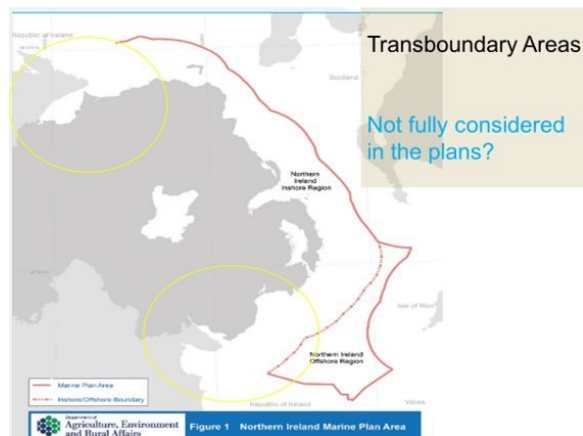 Transboundary Areas
Not fully considered
in the plans?
Republic of Ireland
Scotland
Northern
Ireland
Inshore Region
Isle of Man
Northern Ireland
Offshore Region
Marine Plan Area
Inshore/Offshore Boundary
Republic of Ireland
Wales
Department of
Agriculture, Environment
and Rural Affairs
Figure 1 Northern Ireland Marine Plan Area